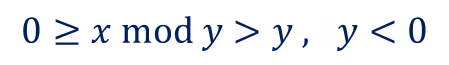 0 ≥ x mod y > y , y < 0